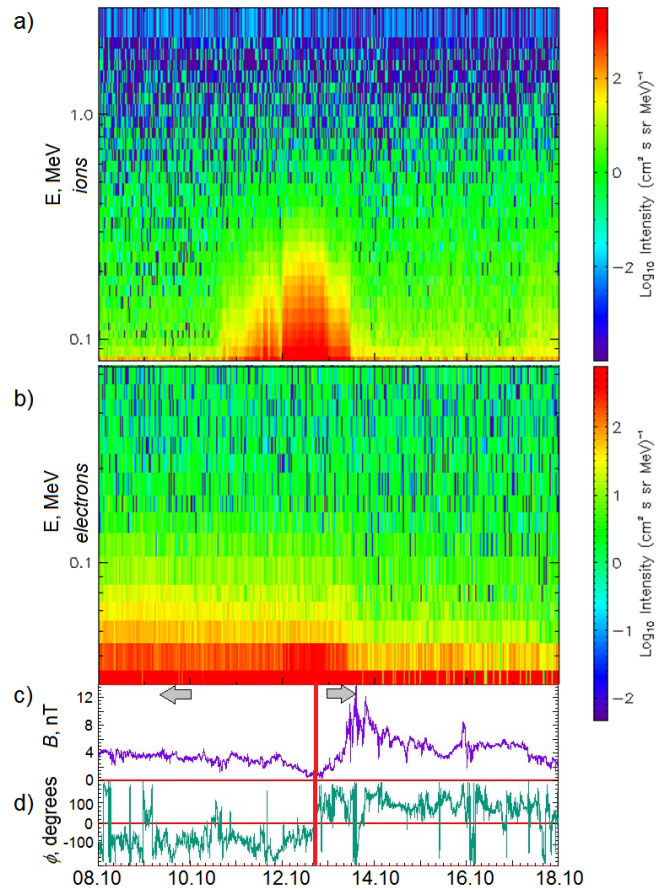 a)
E, MeV
ions
1.0
0.1
2
0
−2
Log₁₀ Intensity (cm² s sr MeV)⁻¹
b)
E, MeV
electrons
0.1
2
1
0
−1
−2
Log₁₀ Intensity (cm² s sr MeV)⁻¹
c)
B, nT
12
8
4
0
d)
ϕ, degrees
100
0
-100
08.10 10.10 12.10 14.10 16.10 18.10